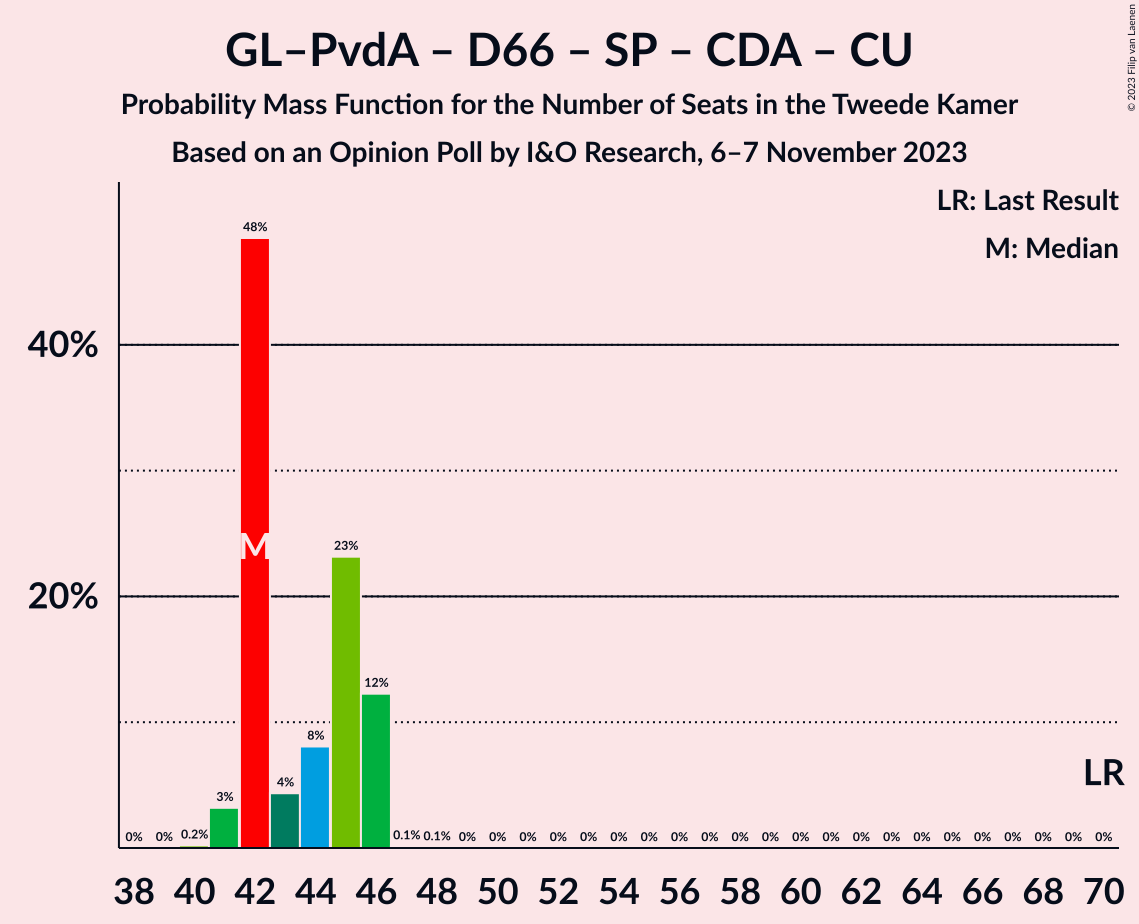 GL–PvdA – D66 – SP – CDA – CU
Probability Mass Function for the Number of Seats in the Tweede Kamer
Based on an Opinion Poll by I&O Research, 6–7 November 2023
© 2023 Filip van Laenen
LR: Last Result
M: Median
48%
40%
M
23%
20%
12%
8%
LR
4%
3%
0% 0% 0.2% 0.1% 0.1% 0% 0% 0% 0% 0% 0% 0% 0% 0% 0% 0% 0% 0% 0% 0% 0% 0% 0% 0% 0% 0% 0%
38 40 42 44 46 48 50 52 54 56 58 60 62 64 66 68 70